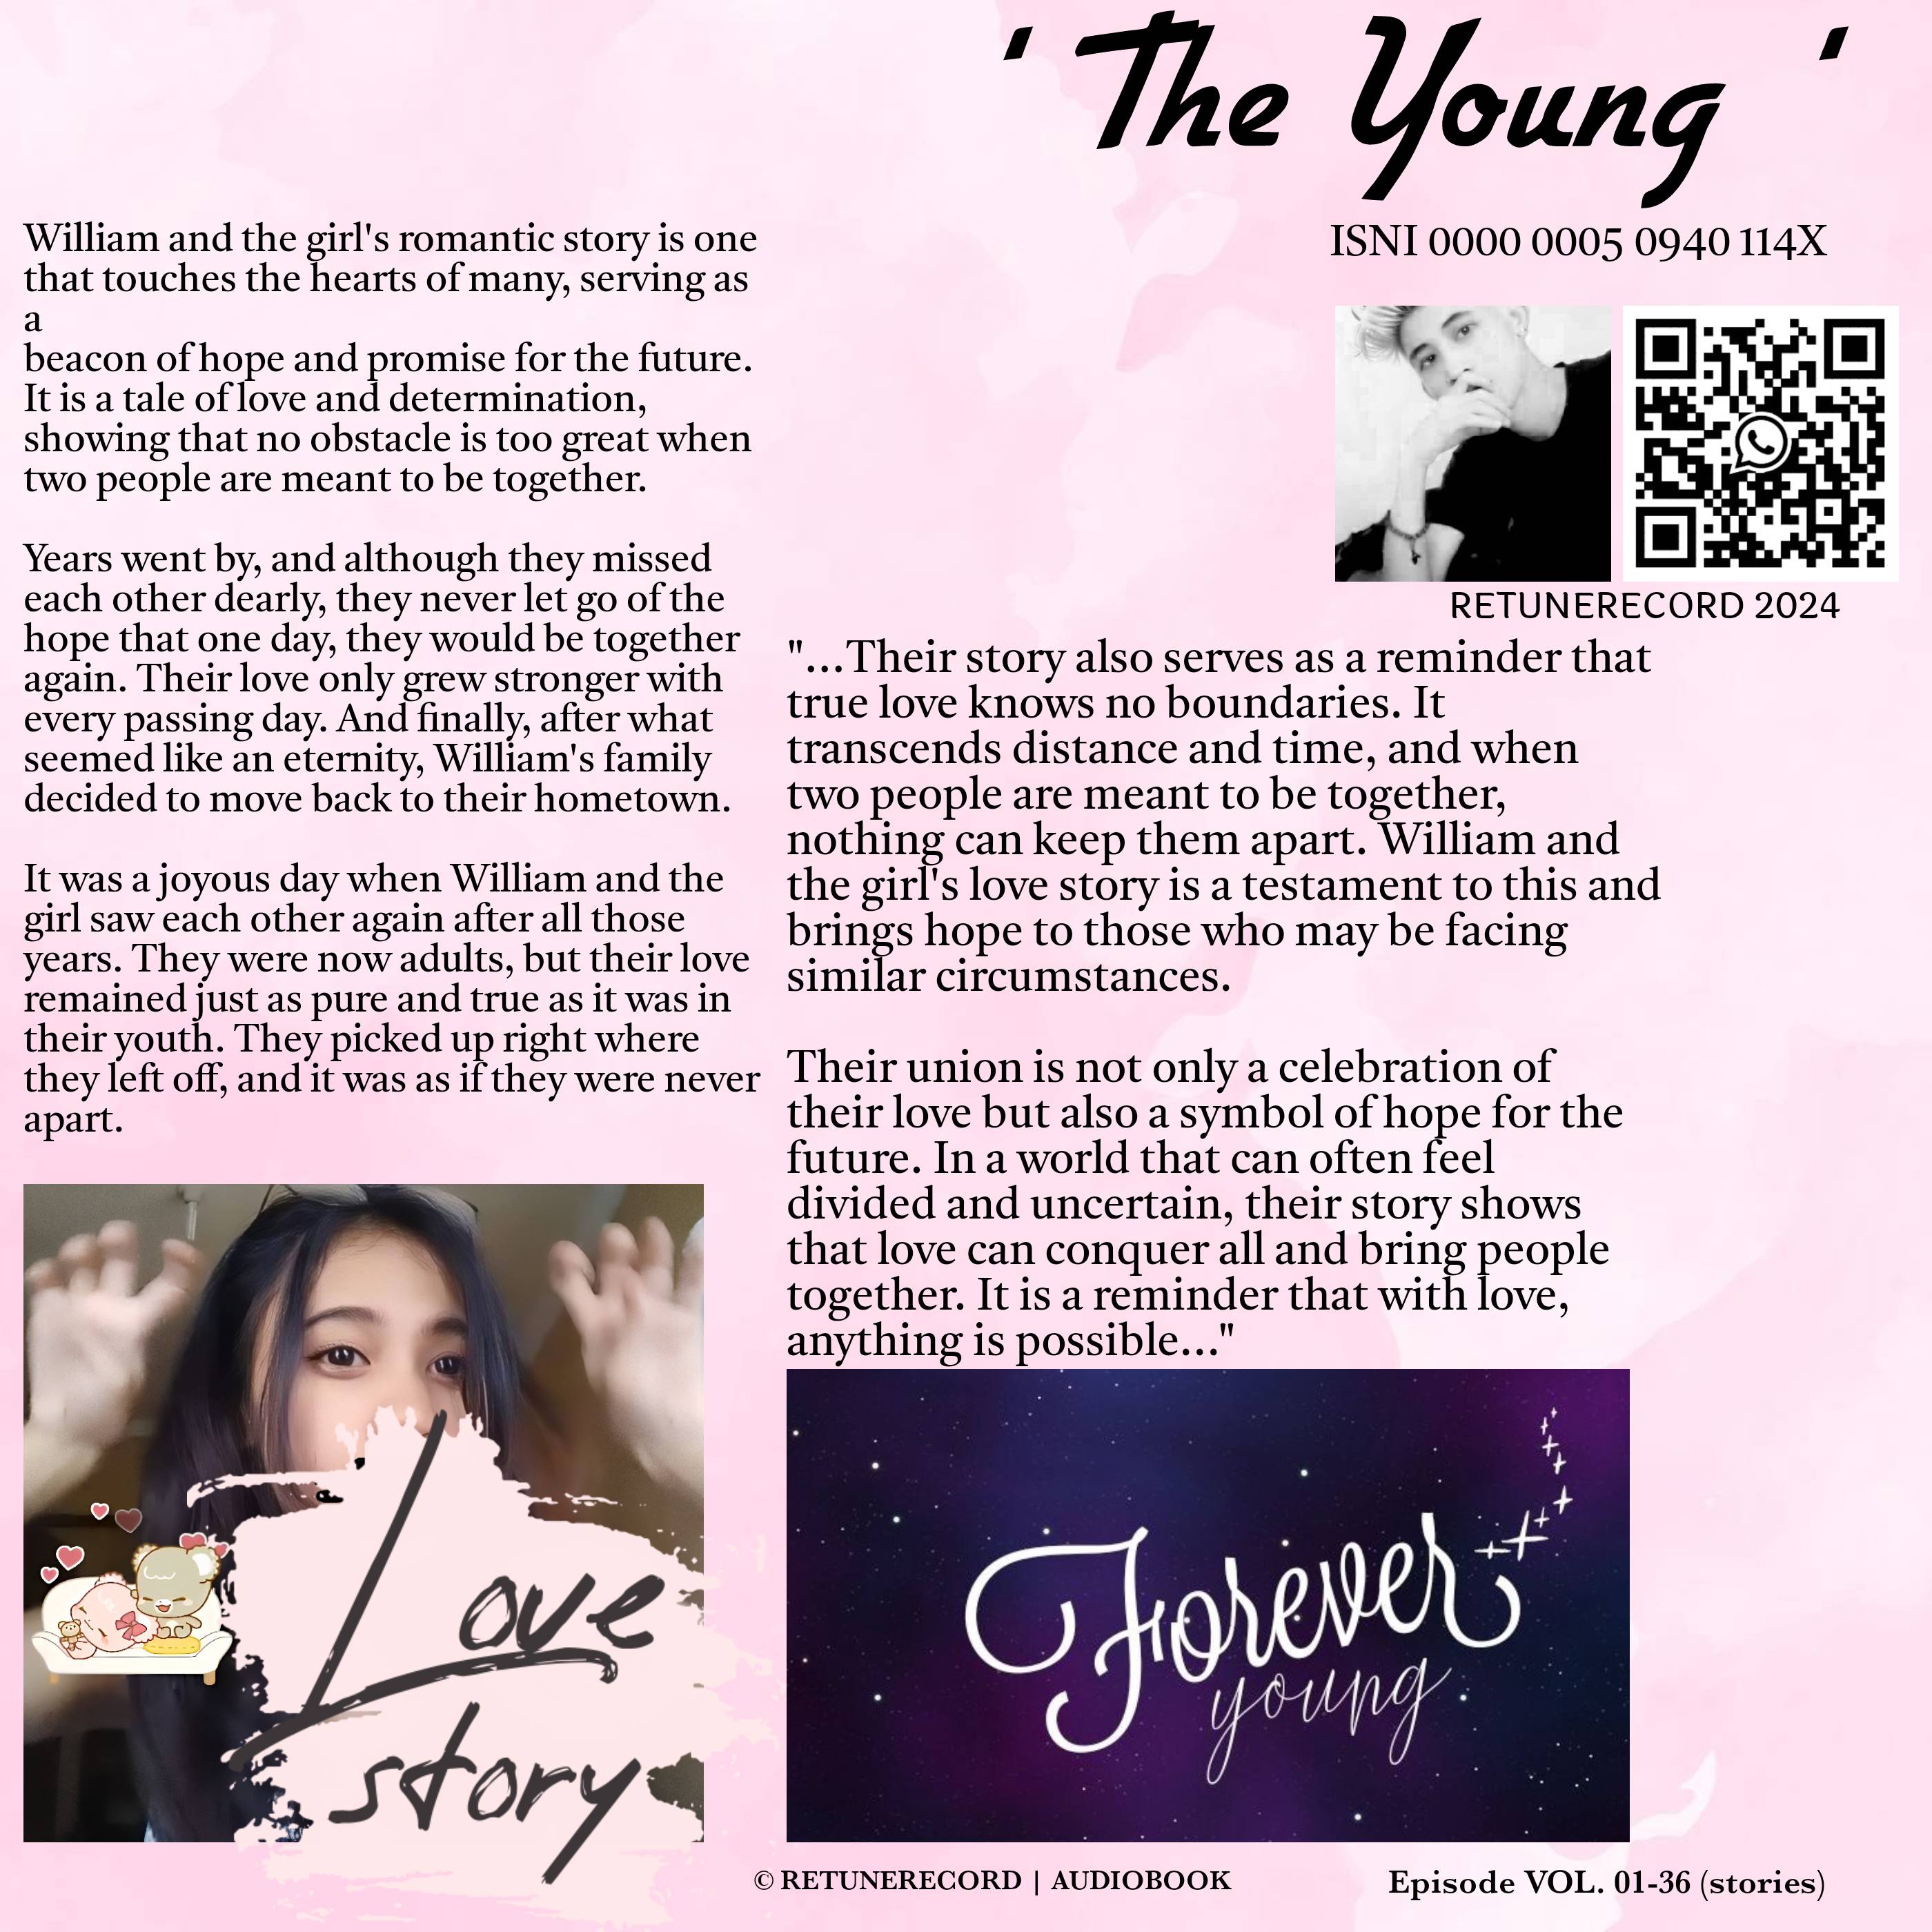 ' The Young '
ISNI 0000 0005 0940 114X
RETUNERECORD 2024
William and the girl's romantic story is one
that touches the hearts of many, serving as
a
beacon of hope and promise for the future.
It is a tale of love and determination,
showing that no obstacle is too great when
two people are meant to be together.
Years went by, and although they missed
each other dearly, they never let go of the
hope that one day, they would be together
again. Their love only grew stronger with
every passing day. And finally, after what
seemed like an eternity, William's family
decided to move back to their hometown.
It was a joyous day when William and the
girl saw each other again after all those
years. They were now adults, but their love
remained just as pure and true as it was in
their youth. They picked up right where
they left off, and it was as if they were never
apart.
Love
story
"...Their story also serves as a reminder that
true love knows no boundaries. It
transcends distance and time, and when
two people are meant to be together,
nothing can keep them apart. William and
the girl's love story is a testament to this and
brings hope to those who may be facing
similar circumstances.
Their union is not only a celebration of
their love but also a symbol of hope for the
future. In a world that can often feel
divided and uncertain, their story shows
that love can conquer all and bring people
together. It is a reminder that with love,
anything is possible..."
Forever
young
© RETUNERECORD | AUDIOBOOK
Episode VOL. 01-36 (stories)